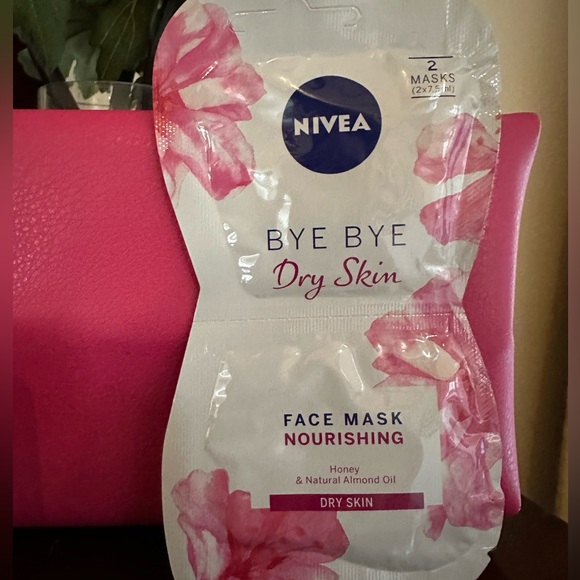 2
MASKS
(2x7.5 ml)
NIVEA
BYE BYE
Dry Skin
FACE MASK
NOURISHING
Honey
& Natural Almond Oil
DRY SKIN